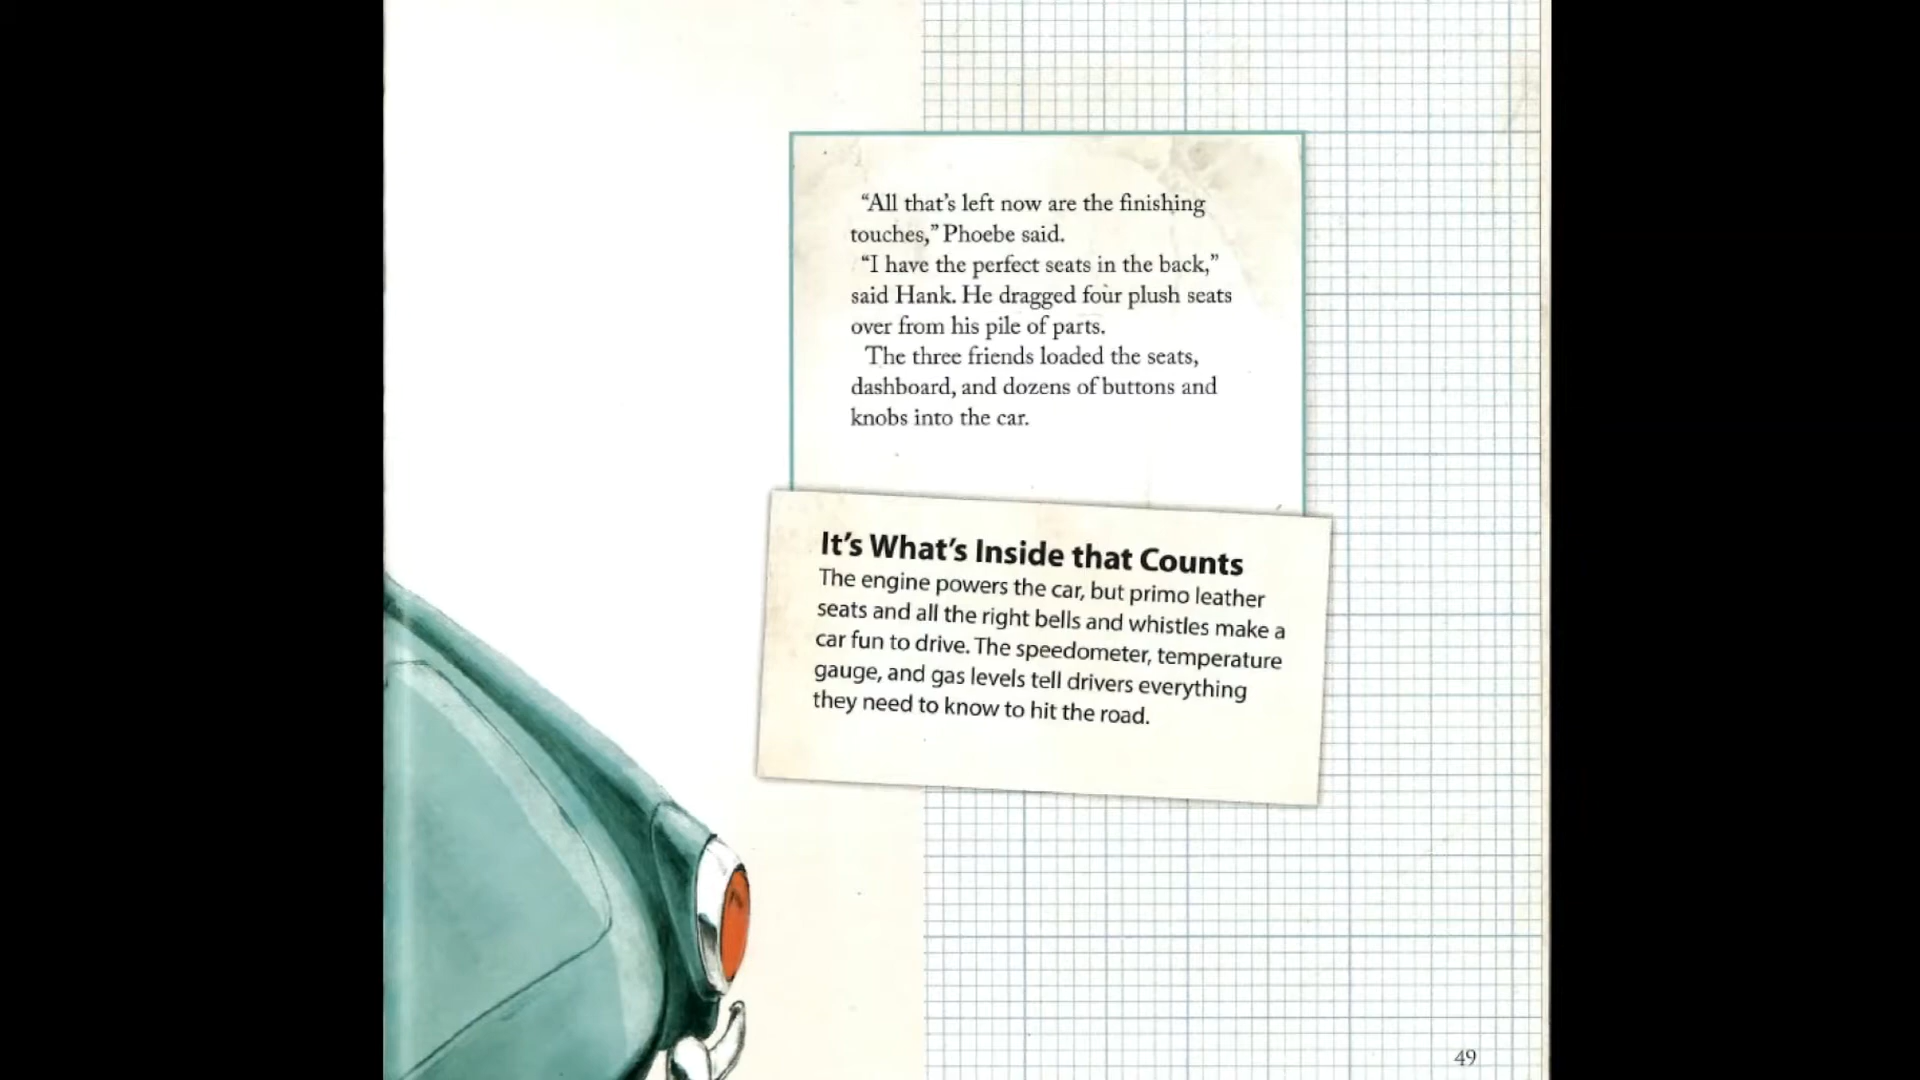 “All that’s left now are the finishing
touches,” Phoebe said.
“I have the perfect seats in the back,”
said Hank. He dragged four plush seats
over from his pile of parts.
The three friends loaded the seats,
dashboard, and dozens of buttons and
knobs into the car.
It’s What’s Inside that Counts
The engine powers the car, but primo leather
seats and all the right bells and whistles make a
car fun to drive. The speedometer, temperature
gauge, and gas levels tell drivers everything
they need to know to hit the road.
49